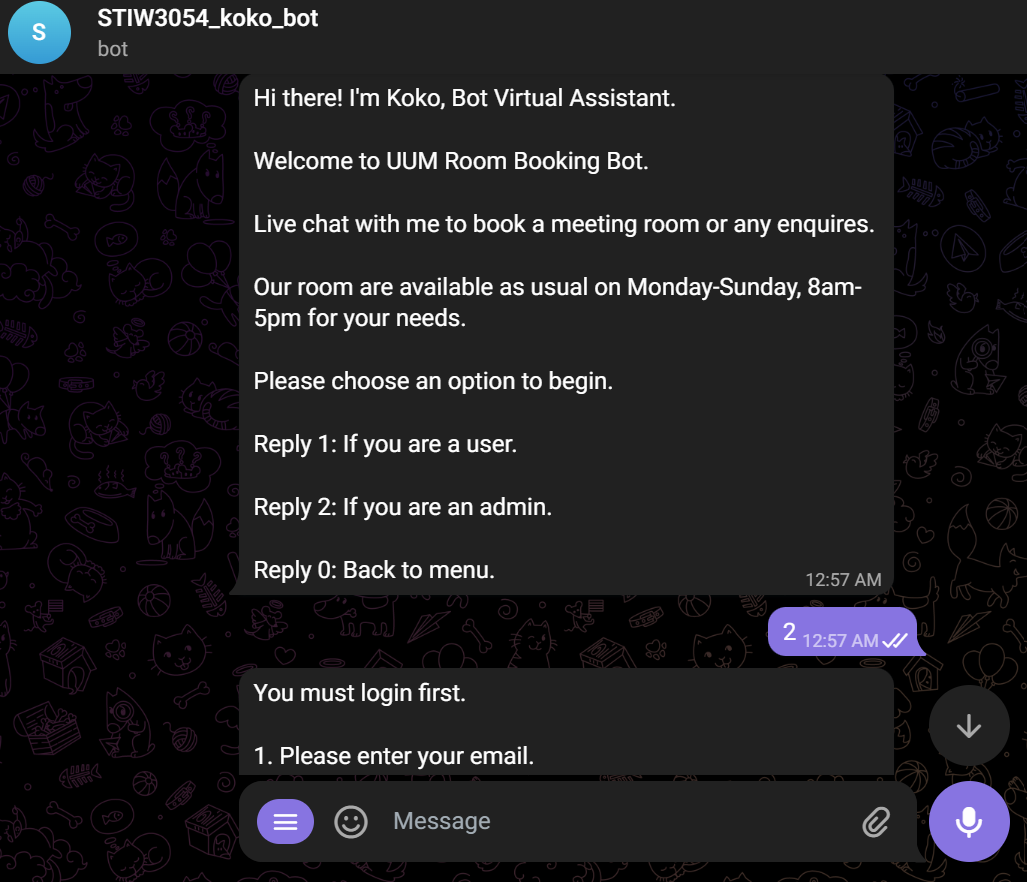 S
STIW3054_koko_bot
bot
Hi there! I'm Koko, Bot Virtual Assistant.
Welcome to UUM Room Booking Bot.
Live chat with me to book a meeting room or any enquires.
Our room are available as usual on Monday-Sunday, 8am-
5pm for your needs.
Please choose an option to begin.
Reply 1: If you are a user.
Reply 2: If you are an admin.
Reply 0: Back to menu.
12:57 AM
2 12:57 AM
You must login first.
1. Please enter your email.
Message